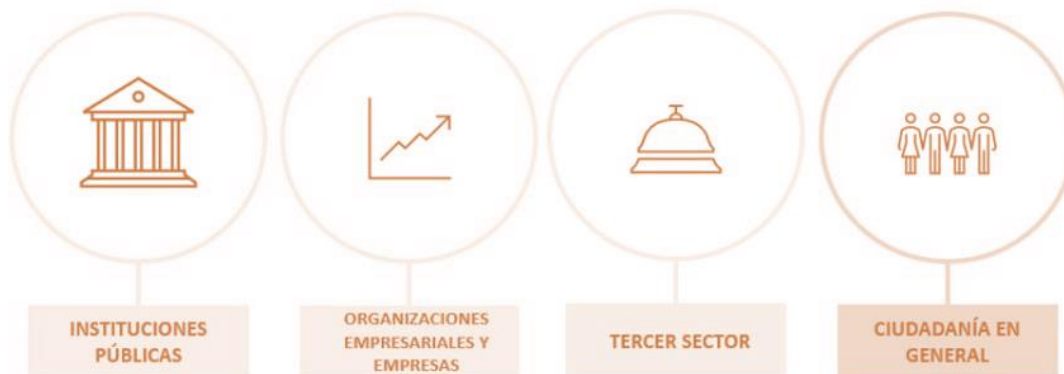 INSTITUCIONES
PÚBLICAS
ORGANIZACIONES
EMPRESARIALES Y
EMPRESAS
TERCER SECTOR
CIUDADANÍA EN
GENERAL